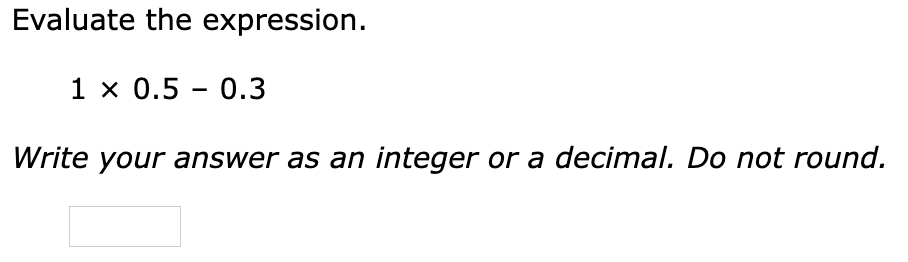 Evaluate the expression.
1 × 0.5 – 0.3
Write your answer as an integer or a decimal. Do not round.